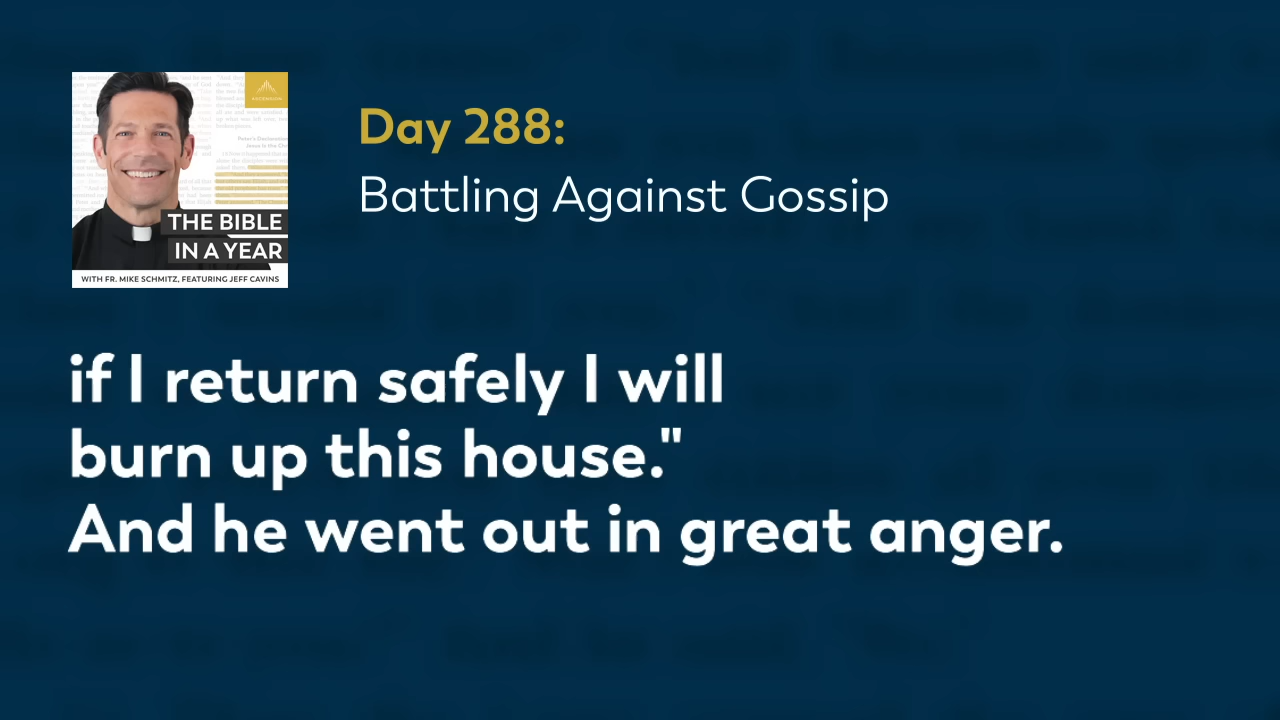 ASCENSION
THE BIBLE
IN A YEAR
WITH FR. MIKE SCHMITZ, FEATURING JEFF CAVINS
Day 288:
Battling Against Gossip
if I return safely I will
burn up this house."
And he went out in great anger.